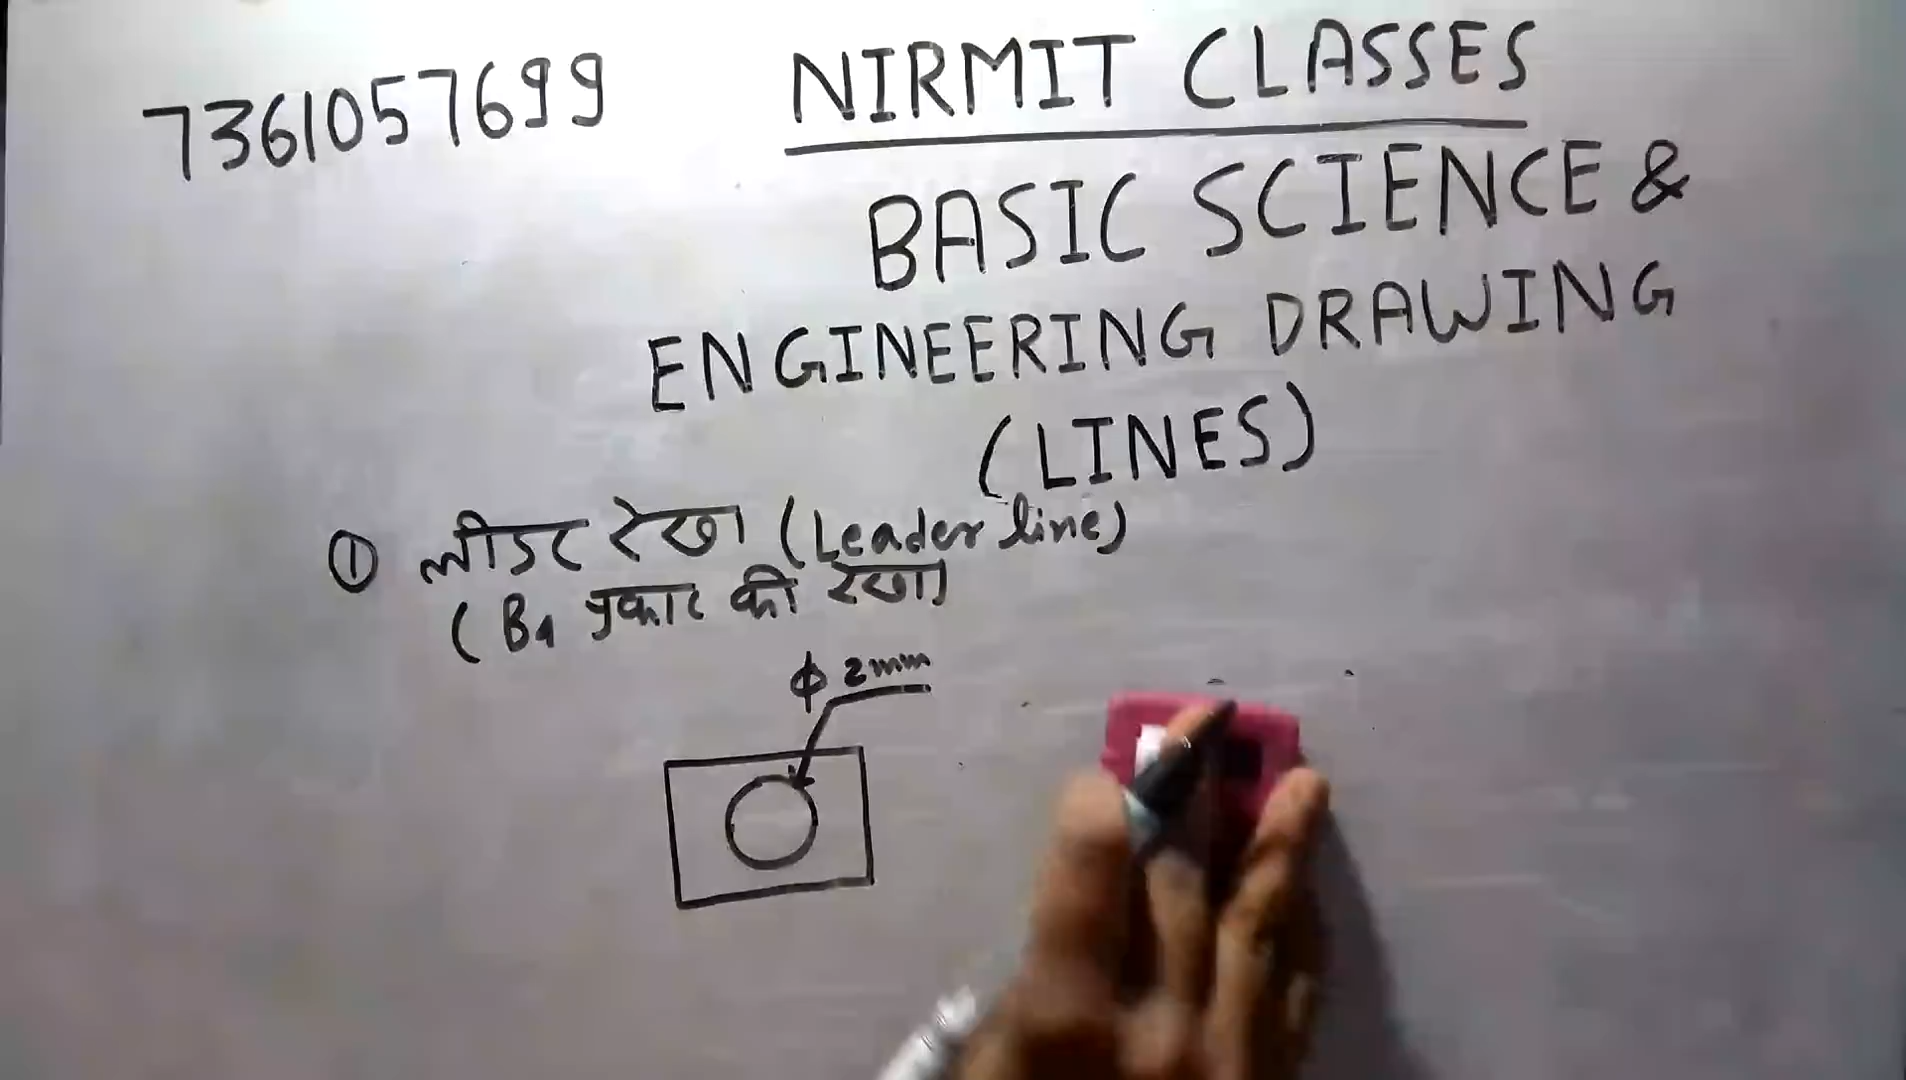 7361057699
NIRMIT CLASSES
BASIC SCIENCE &
ENGINEERING DRAWING
(LINES)
① लीडर रेखा (Leader line)
(B1 प्रकार की रेखा)
ϕ 2mm